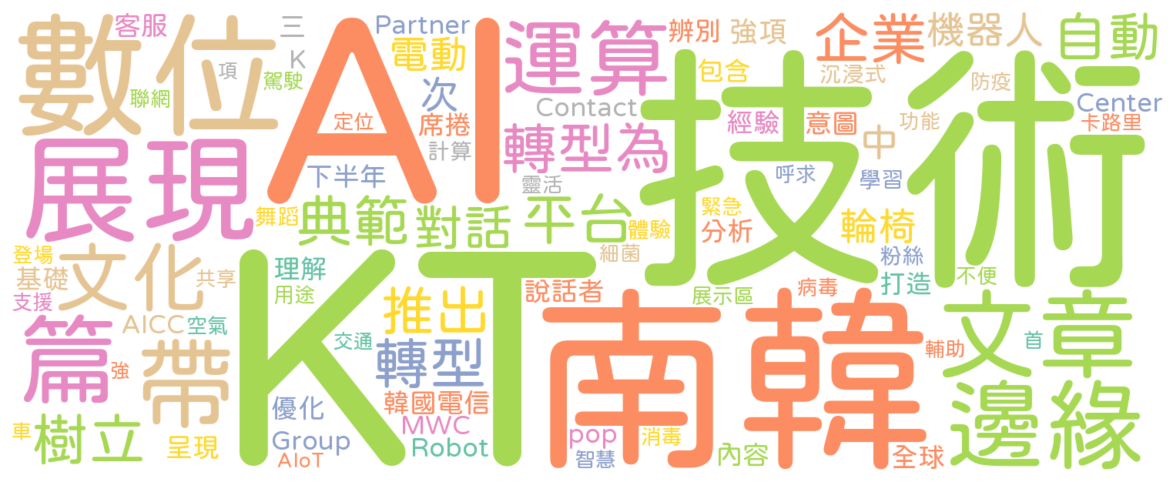 數位
客服
三
K
駕駛
項
聯網
AI
Partner
電動
次
席捲
計算
定位
運算
Contact
轉型為
辨別
強項
包含
經驗
意圖
企業
機器人
沉浸式
中
功能
防疫
自動
Center
卡路里
技術
展現
下半年
舞蹈
典範
對話
靈活
平台
體驗
緊急
分析
呼求
學習
輪椅
粉絲
打造
不便
登場
基礎
支援
文化
共享
理解
用途
KT
推出
說話者
細菌
展示區
病毒
文章
首
篇
AICC
空氣
強
帶
交通
轉型
南韓
輔助
邊緣
車
樹立
呈現
優化
Group
AIoT
韓國電信
MWC
Robot
pop
智慧
消毒
內容
全球